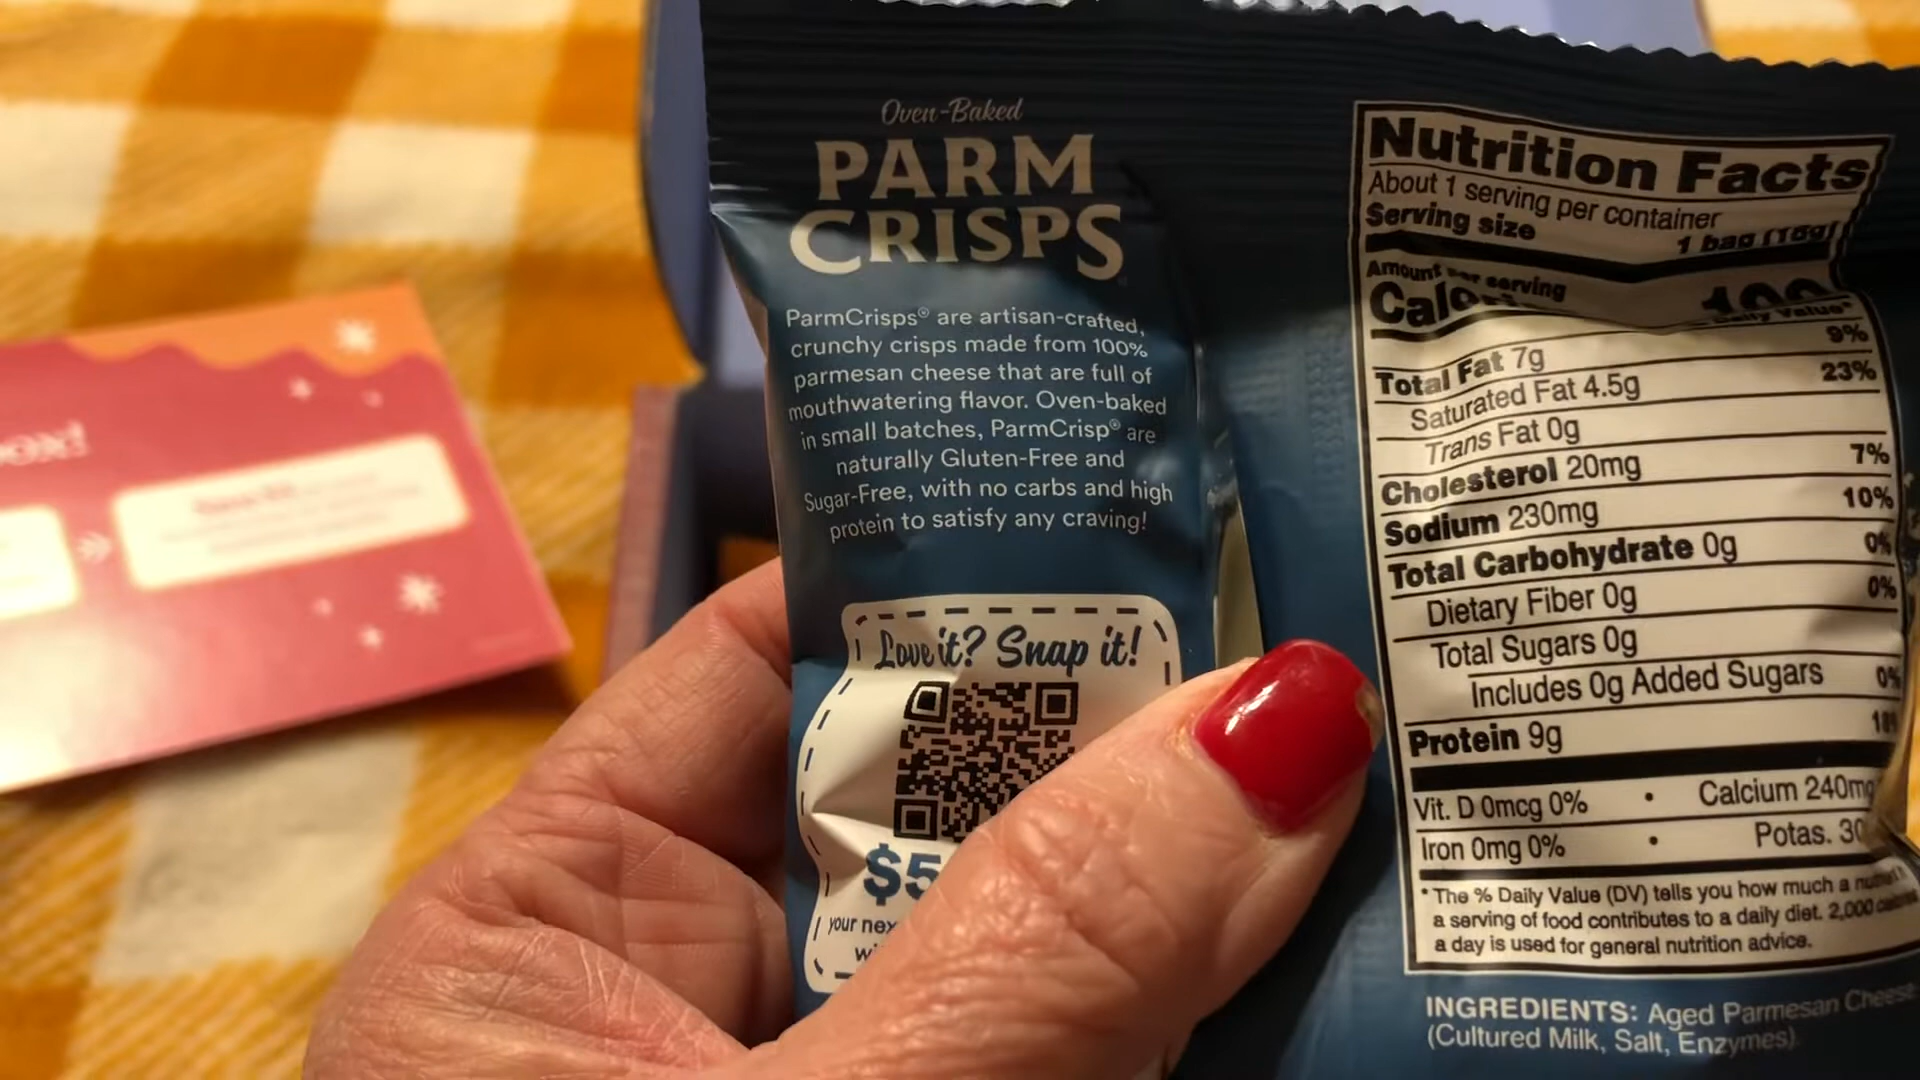 Oven-Baked
PARM
CRISPS
ParmCrisps® are artisan-crafted,
crunchy crisps made from 100%
parmesan cheese that are full of
mouthwatering flavor. Oven-baked
in small batches, ParmCrisp® are
naturally Gluten-Free and
Sugar-Free, with no carbs and high
protein to satisfy any craving!
Love it? Snap it!
$5
your
Nutrition Facts
About 1 serving per container
Serving size 1 bag
Amount per serving
Calories 100
Daily Value*
Total Fat 7g 9%
Saturated Fat 4.5g 23%
Trans Fat 0g
Cholesterol 20mg 7%
Sodium 230mg 10%
Total Carbohydrate 0g 0%
Dietary Fiber 0g 0%
Total Sugars 0g
Includes 0g Added Sugars 0%
Protein 9g
Vit. D 0mcg 0% • Calcium 240mg
Iron 0mg 0% • Potas.
* The % Daily Value (DV) tells you how much a
a serving of food contributes to a daily diet. 2,000
a day is used for general nutrition advice.
INGREDIENTS: Aged Parmesan Cheese
(Cultured Milk, Salt, Enzymes)